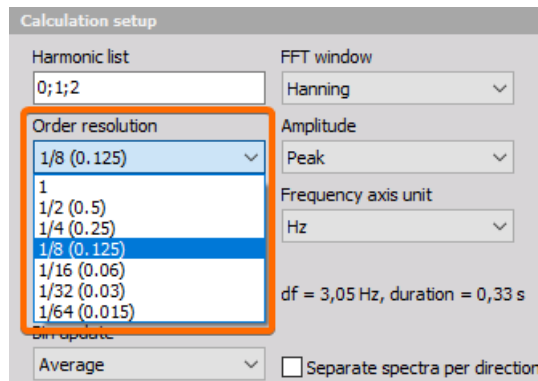 Calculation setup
Harmonic list
0;1;2
Order resolution
1/8 (0.125)
1
1/2 (0.5)
1/4 (0.25)
1/8 (0.125)
1/16 (0.06)
1/32 (0.03)
1/64 (0.015)
Bin update
Average
FFT window
Hanning
Amplitude
Peak
Frequency axis unit
Hz
df = 3,05 Hz, duration = 0,33 s
Separate spectra per direction